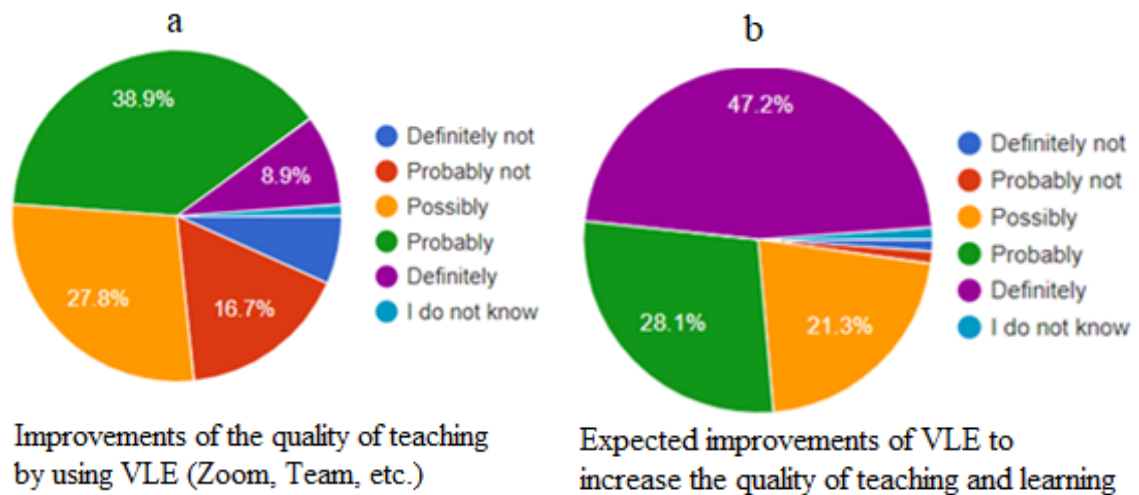 a
38.9%
8.9%
27.8%
16.7%
Definitely not
Probably not
Possibly
Probably
Definitely
I do not know
Improvements of the quality of teaching
by using VLE (Zoom, Team, etc.)
b
47.2%
28.1%
21.3%
Definitely not
Probably not
Possibly
Probably
Definitely
I do not know
Expected improvements of VLE to
increase the quality of teaching and learning